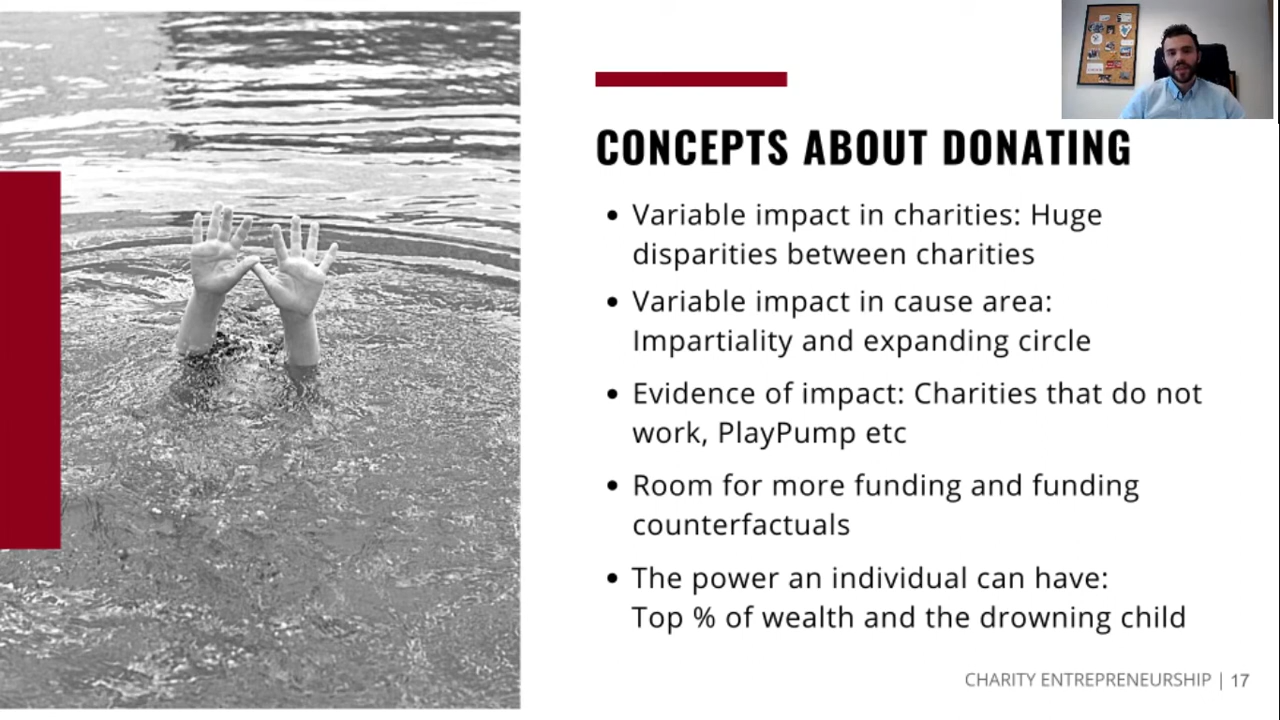 CONCEPTS ABOUT DONATING
• Variable impact in charities: Huge
disparities between charities
• Variable impact in cause area:
Impartiality and expanding circle
• Evidence of impact: Charities that do not
work, PlayPump etc
• Room for more funding and funding
counterfactuals
• The power an individual can have:
Top % of wealth and the drowning child
CHARITY ENTREPRENEURSHIP | 17